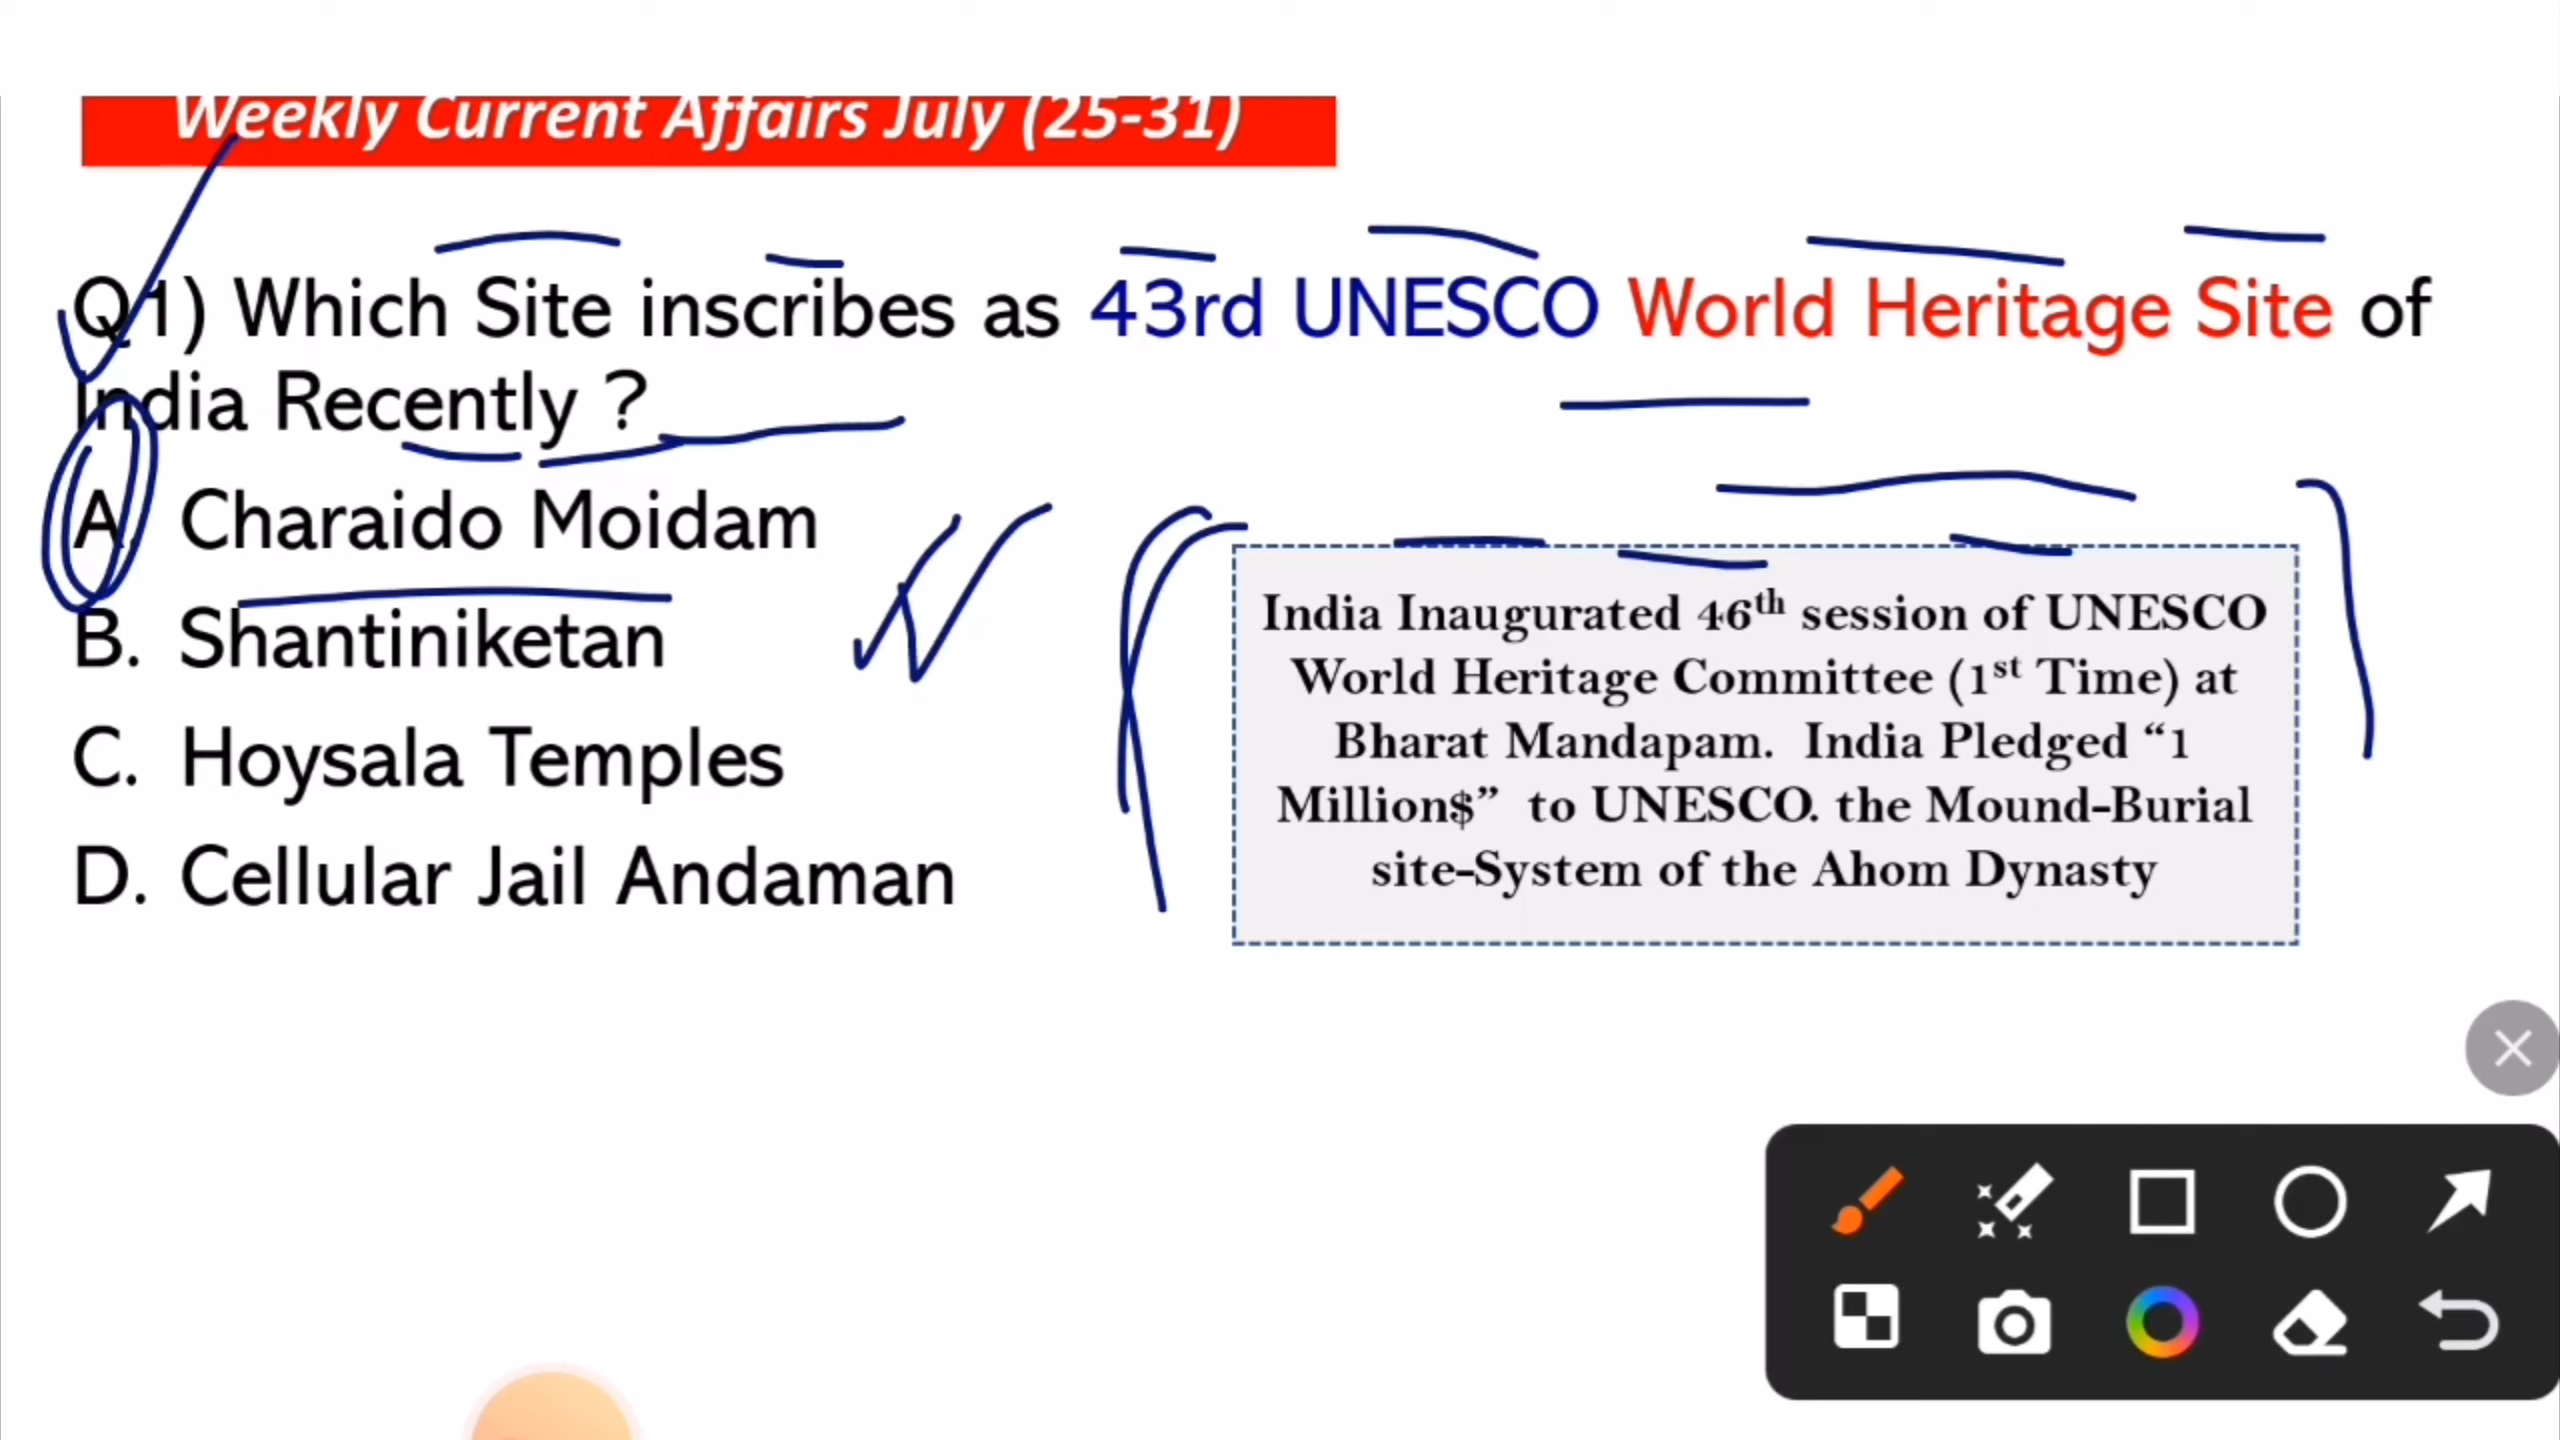 Weekly Current Affairs July (25-31)
Q1) Which Site inscribes as 43rd UNESCO World Heritage Site of
India Recently ?
A. Charaido Moidam
B. Shantiniketan
C. Hoysala Temples
D. Cellular Jail Andaman
India Inaugurated 46th session of UNESCO
World Heritage Committee (1st Time) at
Bharat Mandapam. India Pledged “1
Million$” to UNESCO. the Mound-Burial
site-System of the Ahom Dynasty